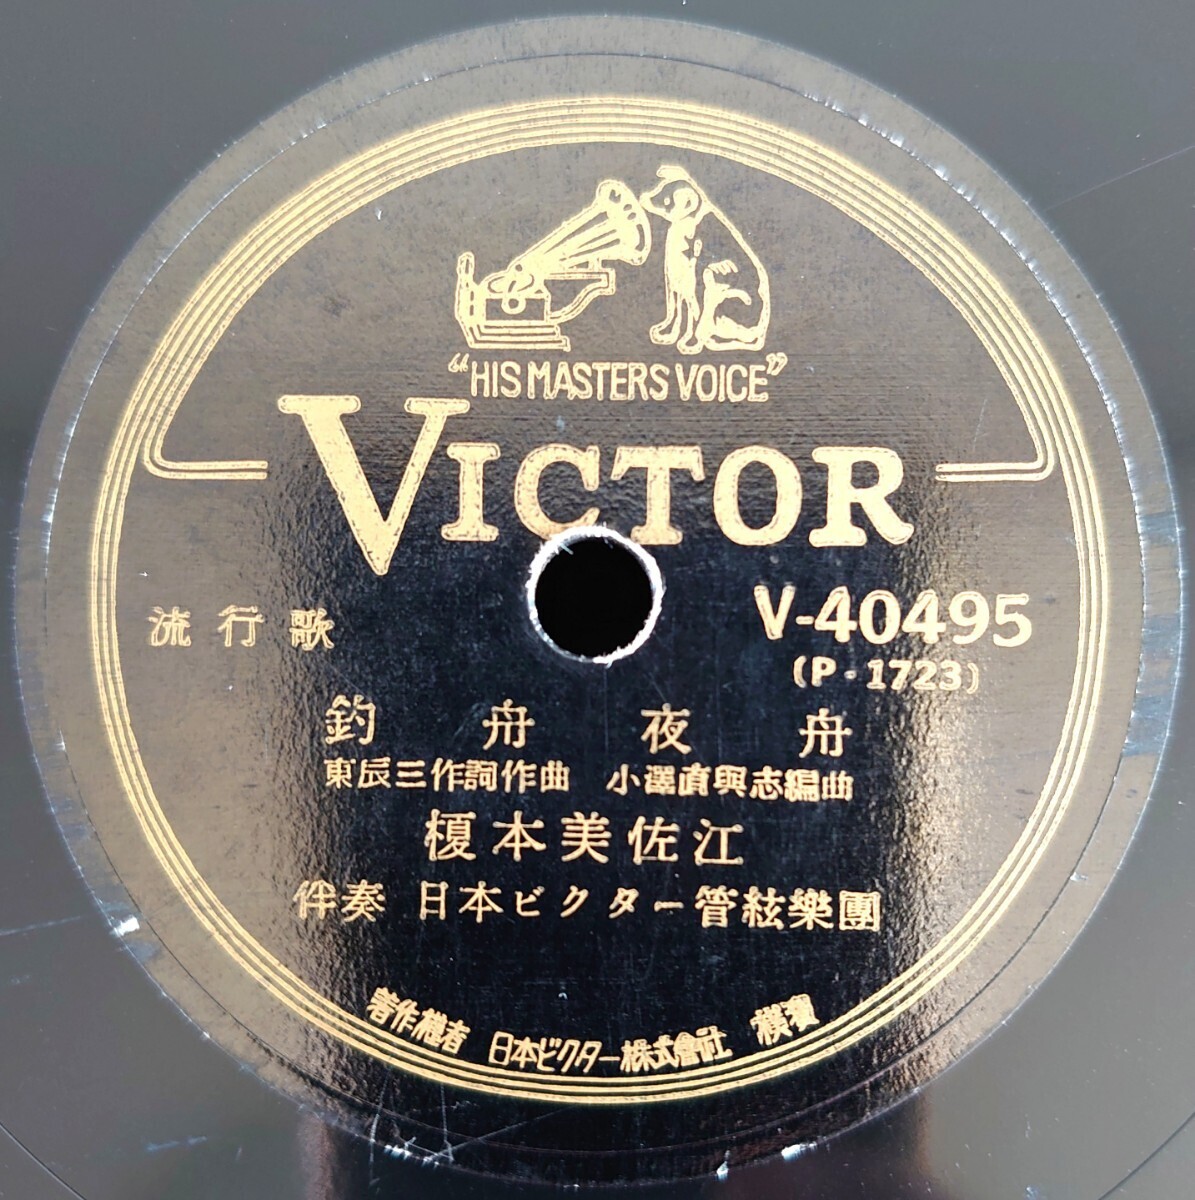 “HIS MASTERS VOICE”
VICTOR
流行歌
V-40495
(P・1723)
釣舟夜舟
東辰三作詞作曲 小澤直與志編曲
榎本美佐江
伴奏 日本ビクター管絃樂團
著作権者 日本ビクター株式會社 横濱